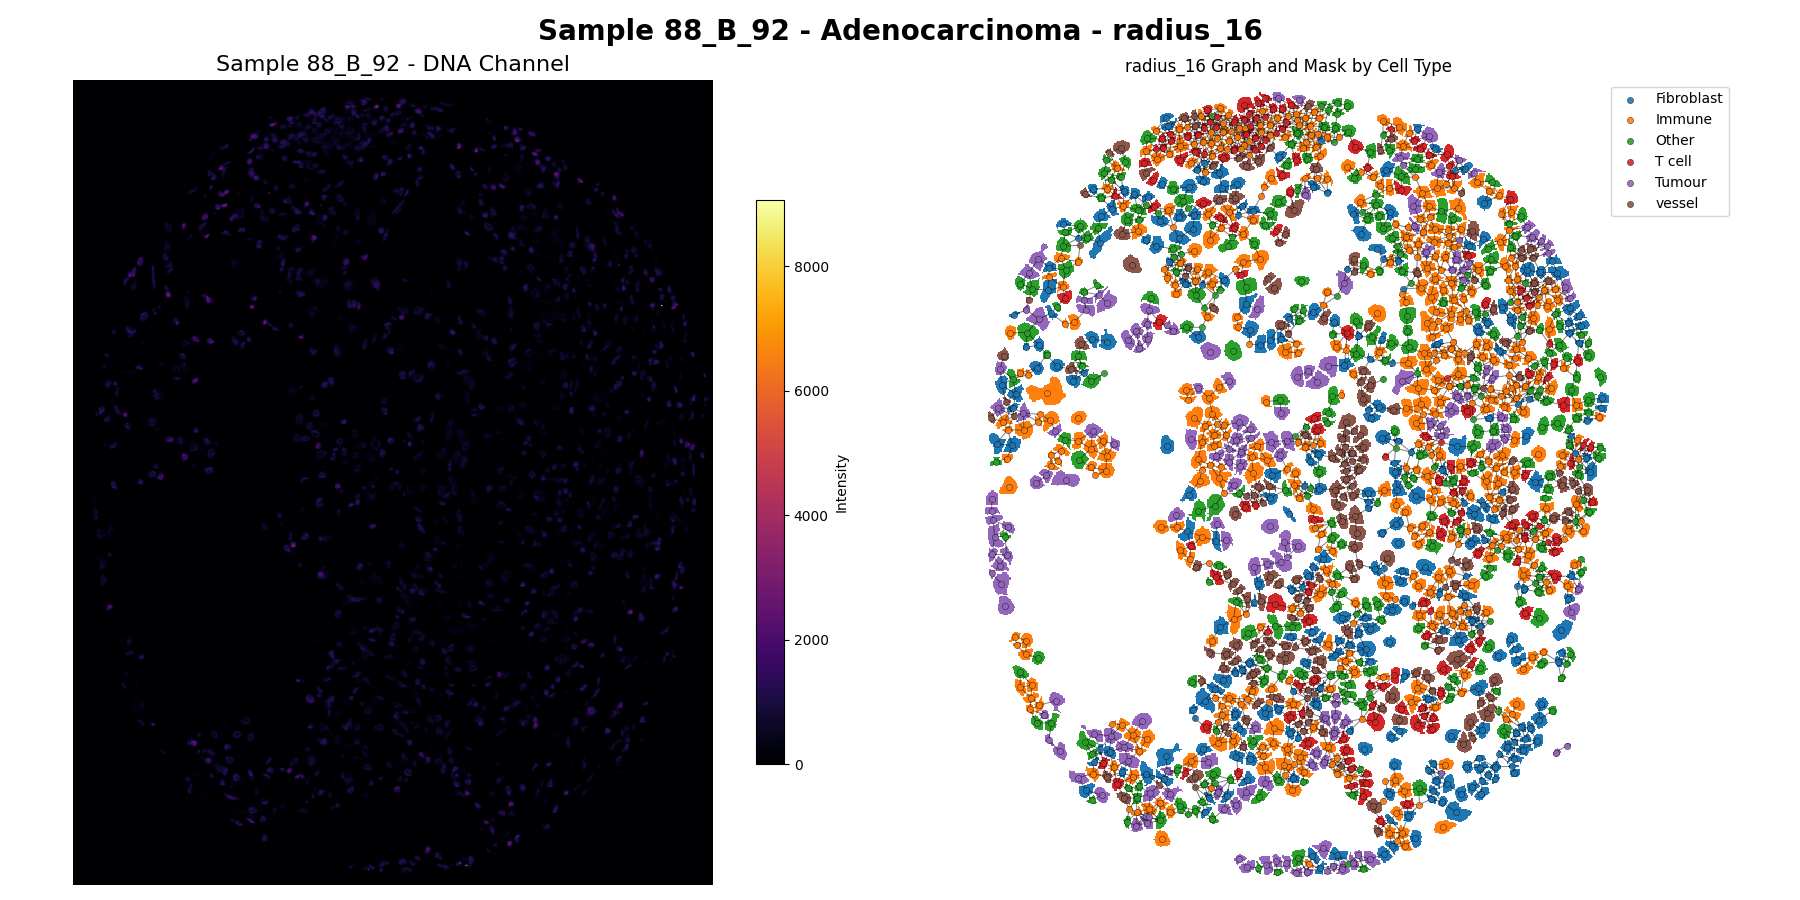 Sample 88_B_92 - Adenocarcinoma - radius_16
Sample 88_B_92 - DNA Channel
8000
6000
4000
2000
0
Intensity
radius_16 Graph and Mask by Cell Type
Fibroblast
Immune
Other
T cell
Tumour
vessel